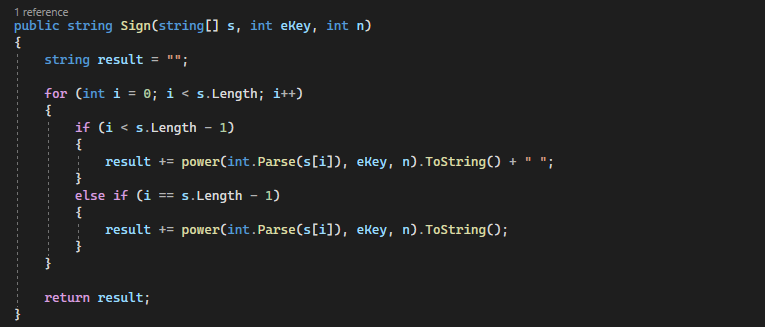 1 reference
public string Sign(string[] s, int eKey, int n)
{
    string result = "";

    for (int i = 0; i < s.Length; i++)
    {
        if (i < s.Length - 1)
        {
            result += power(int.Parse(s[i]), eKey, n).ToString() + " ";
        }
        else if (i == s.Length - 1)
        {
            result += power(int.Parse(s[i]), eKey, n).ToString();
        }
    }

    return result;
}